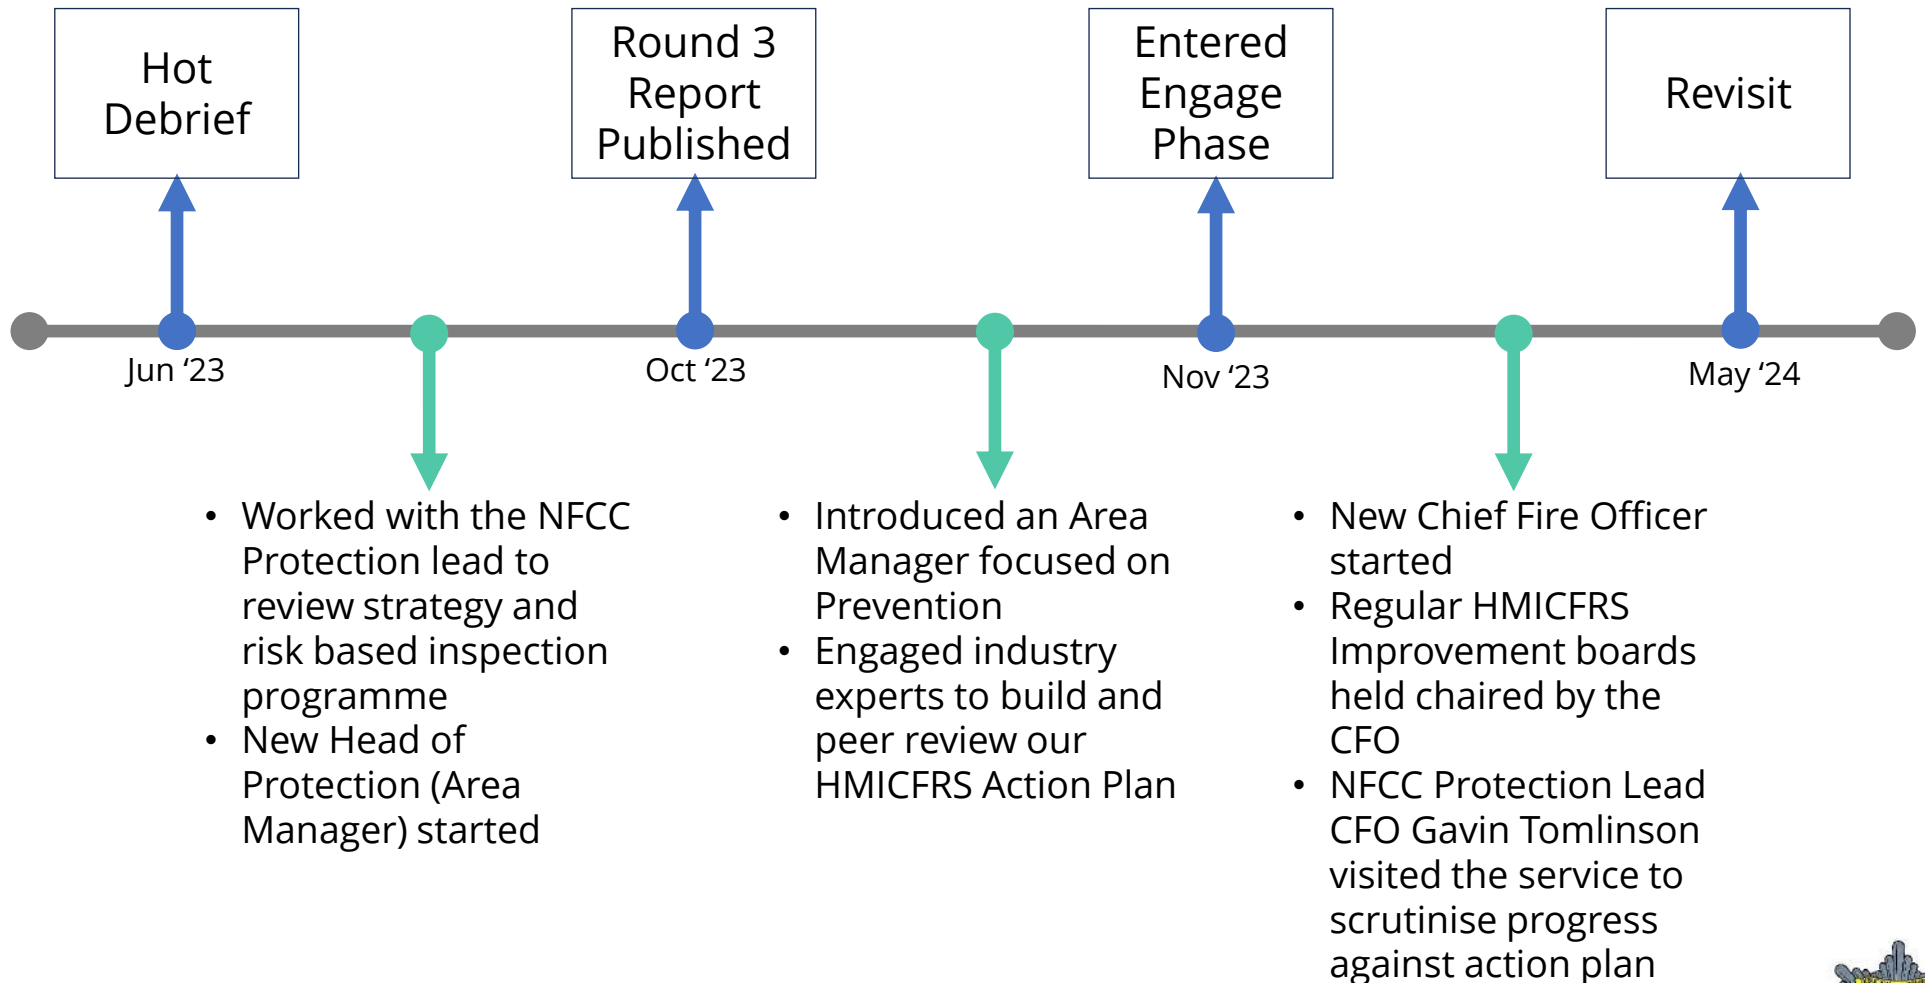 Hot
Debrief
Round 3
Report
Published
Entered
Engage
Phase
Revisit
Jun ‘23
Oct ‘23
Nov ‘23
May ‘24
• Worked with the NFCC
Protection lead to
review strategy and
risk based inspection
programme
• New Head of
Protection (Area
Manager) started
• Introduced an Area
Manager focused on
Prevention
• Engaged industry
experts to build and
peer review our
HMICFRS Action Plan
• New Chief Fire Officer
started
• Regular HMICFRS
Improvement boards
held chaired by the
CFO
• NFCC Protection Lead
CFO Gavin Tomlinson
visited the service to
scrutinise progress
against action plan